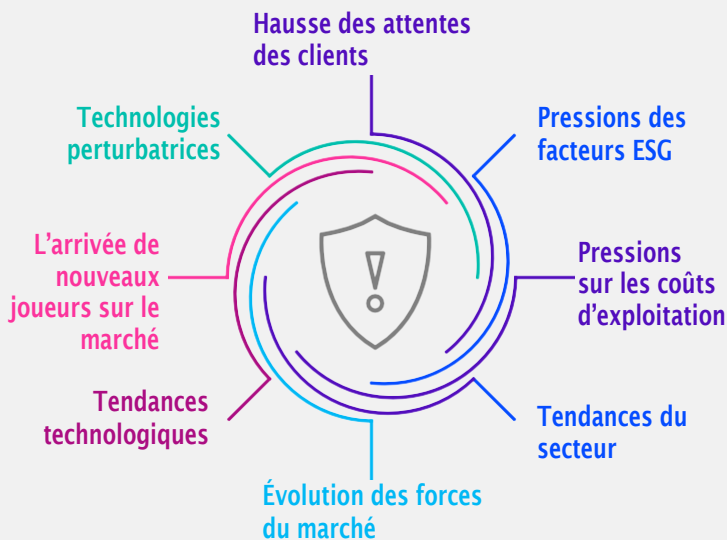 Hausse des attentes
des clients
Technologies
perturbatrices
Pressions des
facteurs ESG
L’arrivée de
nouveaux
joueurs sur le
marché
Pressions
sur les coûts
d’exploitation
Tendances
technologiques
Tendances du
secteur
Évolution des forces
du marché